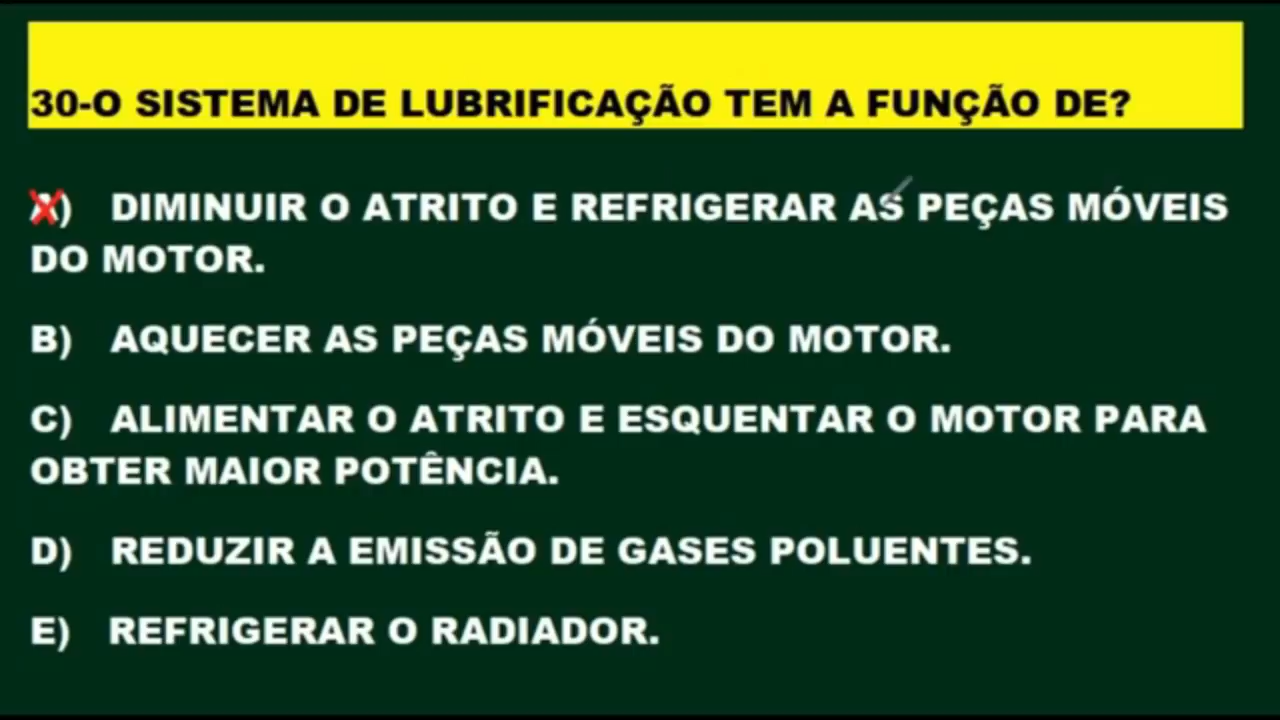 30-O SISTEMA DE LUBRIFICAÇÃO TEM A FUNÇÃO DE?
X) DIMINUIR O ATRITO E REFRIGERAR AS PEÇAS MÓVEIS
DO MOTOR.
B) AQUECER AS PEÇAS MÓVEIS DO MOTOR.
C) ALIMENTAR O ATRITO E ESQUENTAR O MOTOR PARA
OBTER MAIOR POTÊNCIA.
D) REDUZIR A EMISSÃO DE GASES POLUENTES.
E) REFRIGERAR O RADIADOR.